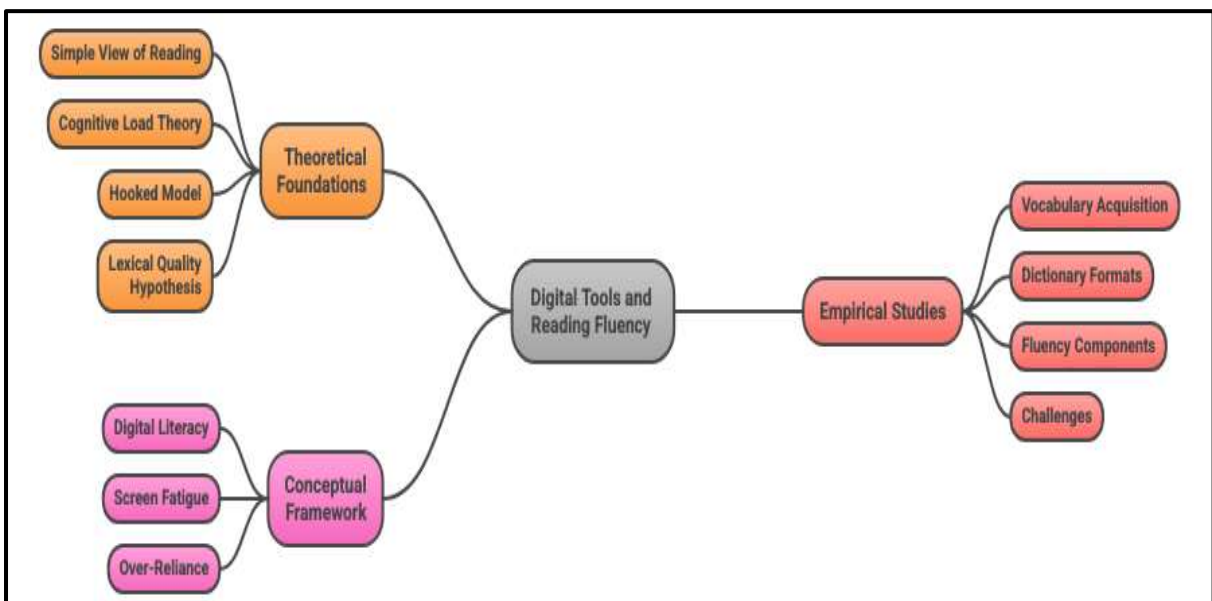 Simple View of Reading
Cognitive Load Theory
Hooked Model
Lexical Quality
Hypothesis
Theoretical
Foundations
Digital Literacy
Screen Fatigue
Over-Reliance
Conceptual
Framework
Digital Tools and
Reading Fluency
Empirical Studies
Vocabulary Acquisition
Dictionary Formats
Fluency Components
Challenges